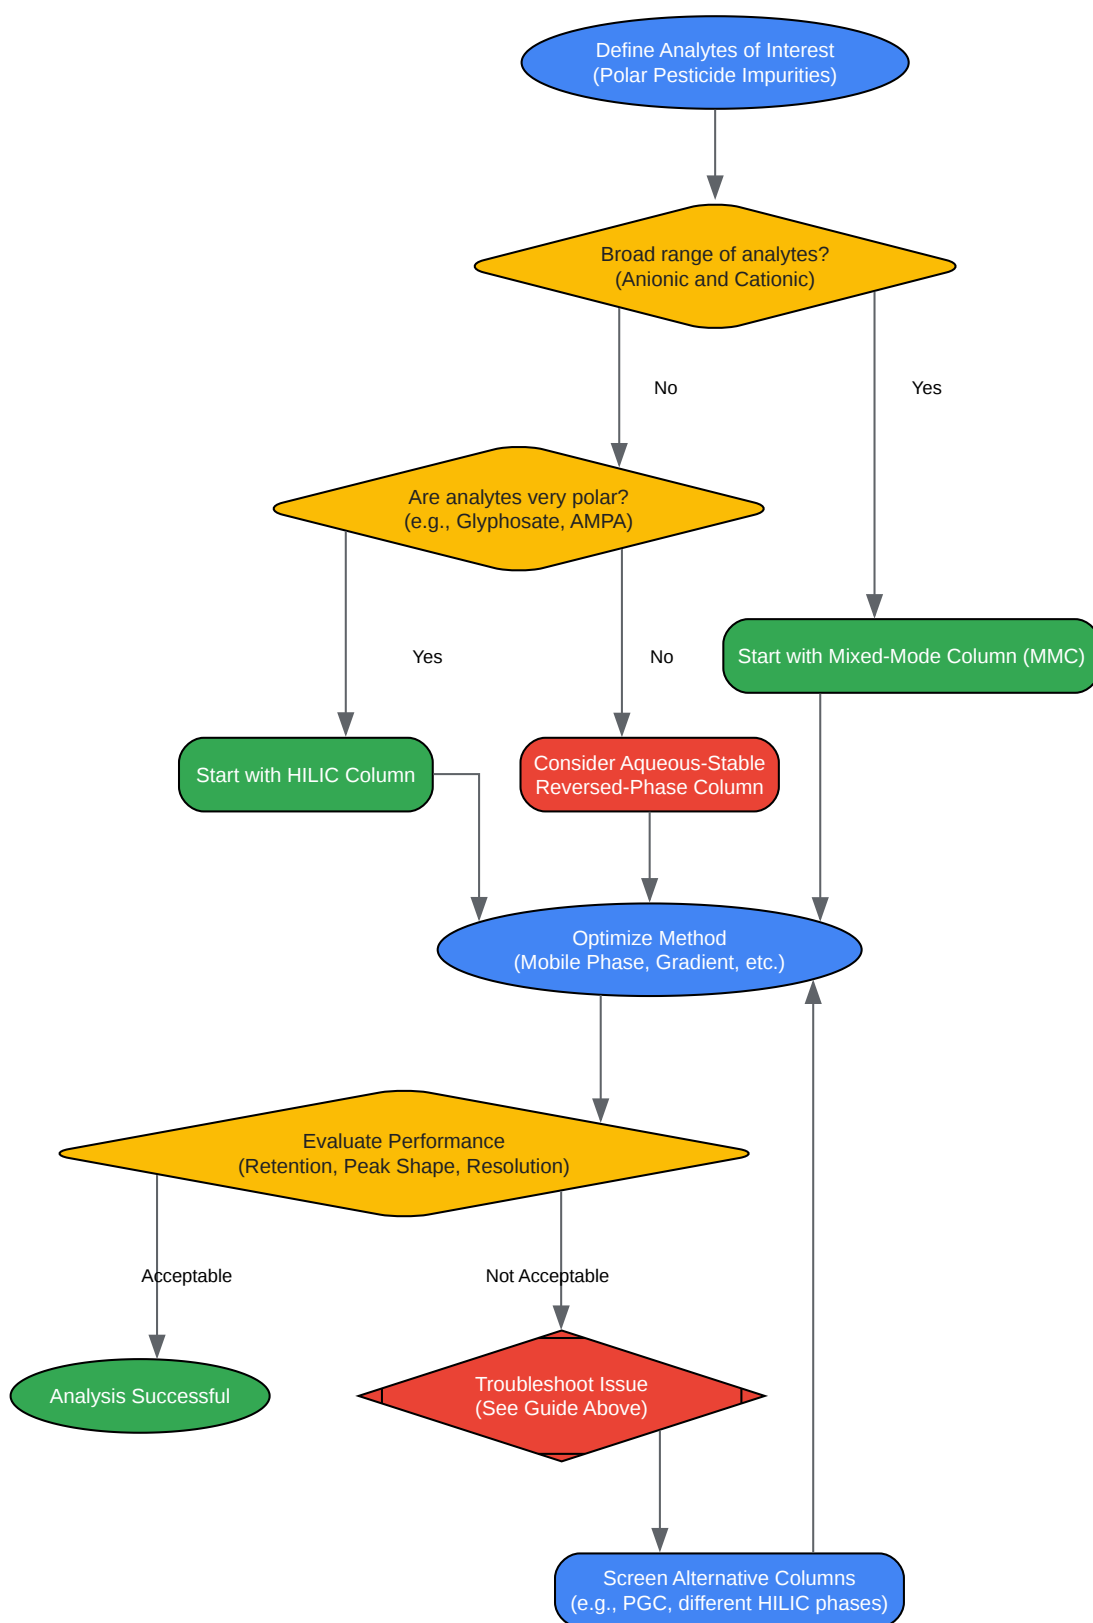 Define Analytes of Interest
(Polar Pesticide Impurities)
Broad range of analytes?
(Anionic and Cationic)
No
Yes
Are analytes very polar?
(e.g., Glyphosate, AMPA)
Yes
No
Start with Mixed-Mode Column (MMC)
Start with HILIC Column
Consider Aqueous-Stable
Reversed-Phase Column
Optimize Method
(Mobile Phase, Gradient, etc.)
Evaluate Performance
(Retention, Peak Shape, Resolution)
Acceptable
Not Acceptable
Analysis Successful
Troubleshoot Issue
(See Guide Above)
Screen Alternative Columns
(e.g., PGC, different HILIC phases)